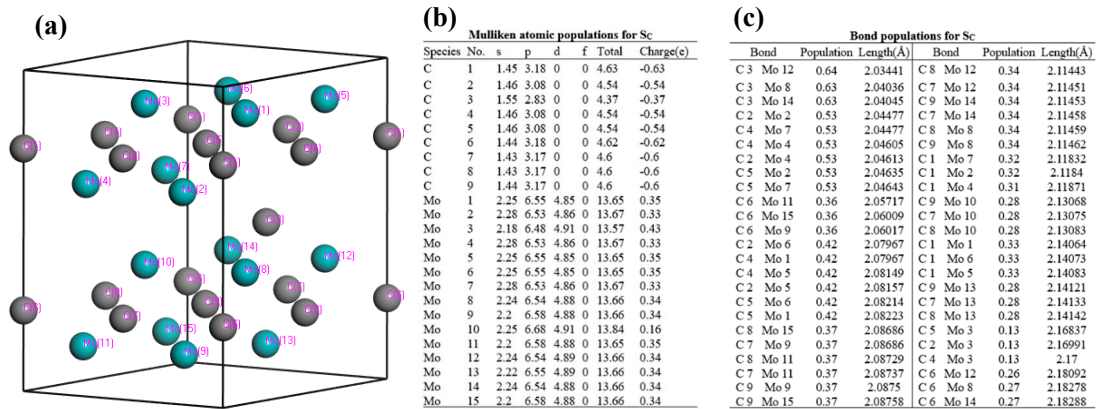 (a)
(b)
(c)
Mo(6)
Mo(3)
Mo(1)
Mo(5)
Mo(7)
Mo(4)
Mo(2)
Mo(14)
Mo(12)
Mo(10)
Mo(8)
Mo(15)
Mo(11)
Mo(9)
Mo(13)
Mulliken atomic populations for SC
Species No. s p d f Total Charge(e)
C 1 1.45 3.18 0 0 4.63 -0.63
C 2 1.46 3.08 0 0 4.54 -0.54
C 3 1.55 2.83 0 0 4.37 -0.37
C 4 1.46 3.08 0 0 4.54 -0.54
C 5 1.46 3.08 0 0 4.54 -0.54
C 6 1.44 3.18 0 0 4.62 -0.62
C 7 1.43 3.17 0 0 4.6 -0.6
C 8 1.43 3.17 0 0 4.6 -0.6
C 9 1.44 3.17 0 0 4.6 -0.6
Mo 1 2.25 6.55 4.85 0 13.65 0.35
Mo 2 2.28 6.53 4.86 0 13.67 0.33
Mo 3 2.18 6.48 4.91 0 13.57 0.43
Mo 4 2.28 6.53 4.86 0 13.67 0.33
Mo 5 2.25 6.55 4.85 0 13.65 0.35
Mo 6 2.25 6.55 4.85 0 13.65 0.35
Mo 7 2.28 6.53 4.86 0 13.67 0.33
Mo 8 2.24 6.54 4.88 0 13.66 0.34
Mo 9 2.2 6.58 4.88 0 13.66 0.34
Mo 10 2.25 6.68 4.91 0 13.84 0.16
Mo 11 2.2 6.58 4.88 0 13.65 0.35
Mo 12 2.24 6.54 4.89 0 13.66 0.34
Mo 13 2.22 6.55 4.89 0 13.66 0.34
Mo 14 2.24 6.54 4.88 0 13.66 0.34
Mo 15 2.2 6.58 4.88 0 13.66 0.34
Bond populations for SC
Bond Population Length(Å) Bond Population Length(Å)
C 3 Mo 12 0.64 2.03441 C 8 Mo 12 0.34 2.11443
C 3 Mo 8 0.63 2.04036 C 7 Mo 12 0.34 2.11451
C 3 Mo 14 0.63 2.04045 C 9 Mo 14 0.34 2.11453
C 2 Mo 2 0.53 2.04477 C 7 Mo 14 0.34 2.11458
C 4 Mo 7 0.53 2.04477 C 8 Mo 8 0.34 2.11459
C 4 Mo 4 0.53 2.04605 C 9 Mo 8 0.34 2.11462
C 2 Mo 4 0.53 2.04613 C 1 Mo 7 0.32 2.11832
C 5 Mo 2 0.53 2.04635 C 1 Mo 2 0.32 2.1184
C 5 Mo 7 0.53 2.04643 C 1 Mo 4 0.31 2.11871
C 6 Mo 11 0.36 2.05717 C 9 Mo 10 0.28 2.13068
C 6 Mo 15 0.36 2.06009 C 7 Mo 10 0.28 2.13075
C 6 Mo 9 0.36 2.06017 C 8 Mo 10 0.28 2.13083
C 2 Mo 6 0.42 2.07967 C 1 Mo 1 0.33 2.14064
C 4 Mo 1 0.42 2.07967 C 1 Mo 6 0.33 2.14073
C 4 Mo 5 0.42 2.08149 C 1 Mo 5 0.33 2.14083
C 2 Mo 5 0.42 2.08157 C 9 Mo 13 0.28 2.14121
C 5 Mo 6 0.42 2.08214 C 7 Mo 13 0.28 2.14133
C 5 Mo 1 0.42 2.08223 C 8 Mo 13 0.28 2.14142
C 8 Mo 15 0.37 2.08686 C 5 Mo 3 0.13 2.16837
C 7 Mo 9 0.37 2.08686 C 2 Mo 3 0.13 2.16991
C 8 Mo 11 0.37 2.08729 C 4 Mo 3 0.13 2.17
C 7 Mo 11 0.37 2.08737 C 6 Mo 12 0.26 2.18092
C 9 Mo 9 0.37 2.0875 C 6 Mo 8 0.27 2.18278
C 9 Mo 15 0.37 2.08758 C 6 Mo 14 0.27 2.18288